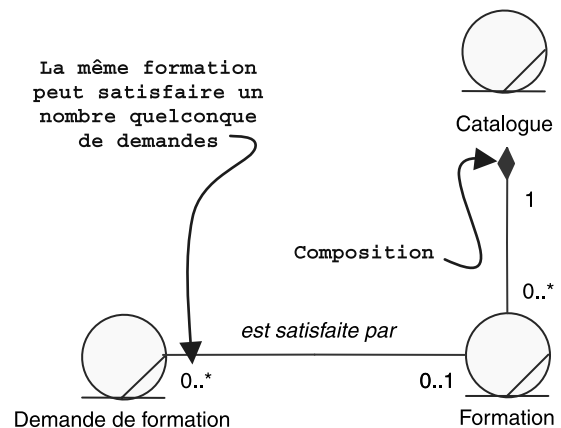 La même formation
peut satisfaire un
nombre quelconque
de demandes
Catalogue
1
Composition
0..*
est satisfaite par
0..*
0..1
Demande de formation
Formation